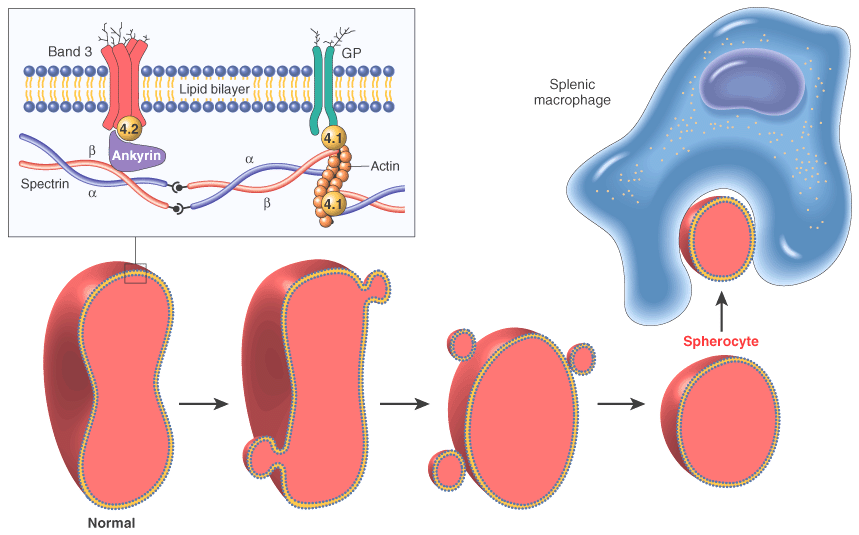 Band 3
GP
Lipid bilayer
4.2
4.1
Ankyrin
β
α
Actin
Spectrin
α
β
4.1
Splenic
macrophage
Spherocyte
Normal